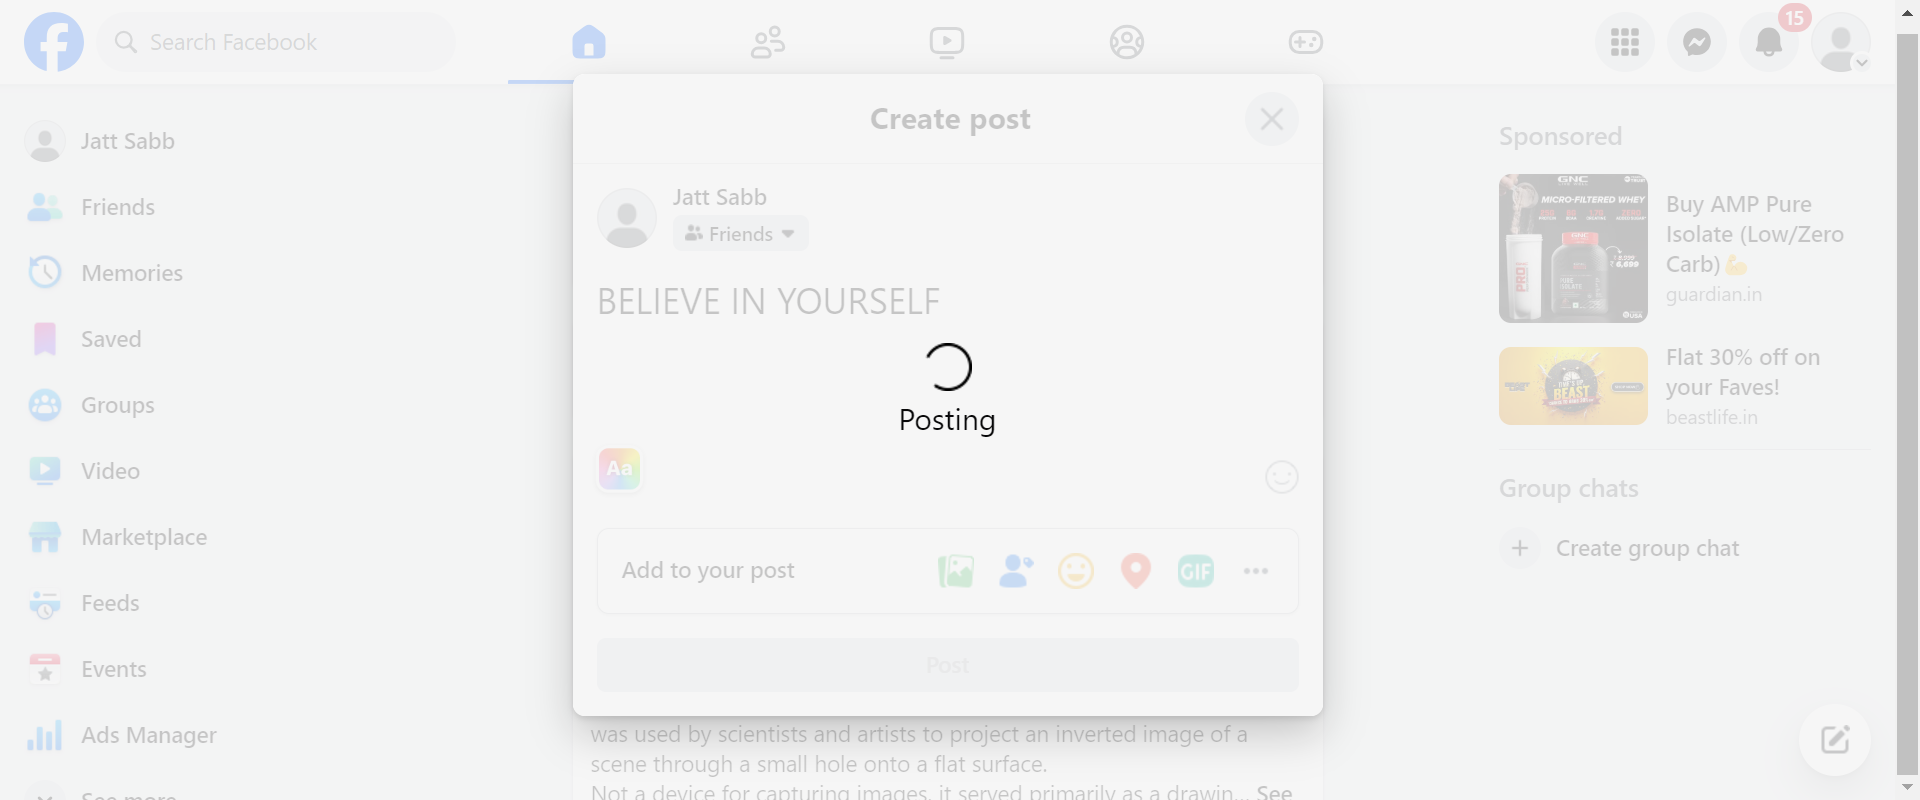 Search Facebook
15
Create post
Jatt Sabb
Friends
BELIEVE IN YOURSELF
Posting
Aa
Add to your post
GIF
Post
Jatt Sabb
Friends
Memories
Saved
Groups
Video
Marketplace
Feeds
Events
Ads Manager
See more
was used by scientists and artists to project an inverted image of a
scene through a small hole onto a flat surface.
Not a device for capturing images, it served primarily as a drawin... See
Sponsored
GNC
MICRO-FILTERED WHEY
Buy AMP Pure
Isolate (Low/Zero
Carb)
guardian.in
BEAST
Flat 30% off on
your Faves!
beastlife.in
Group chats
Create group chat